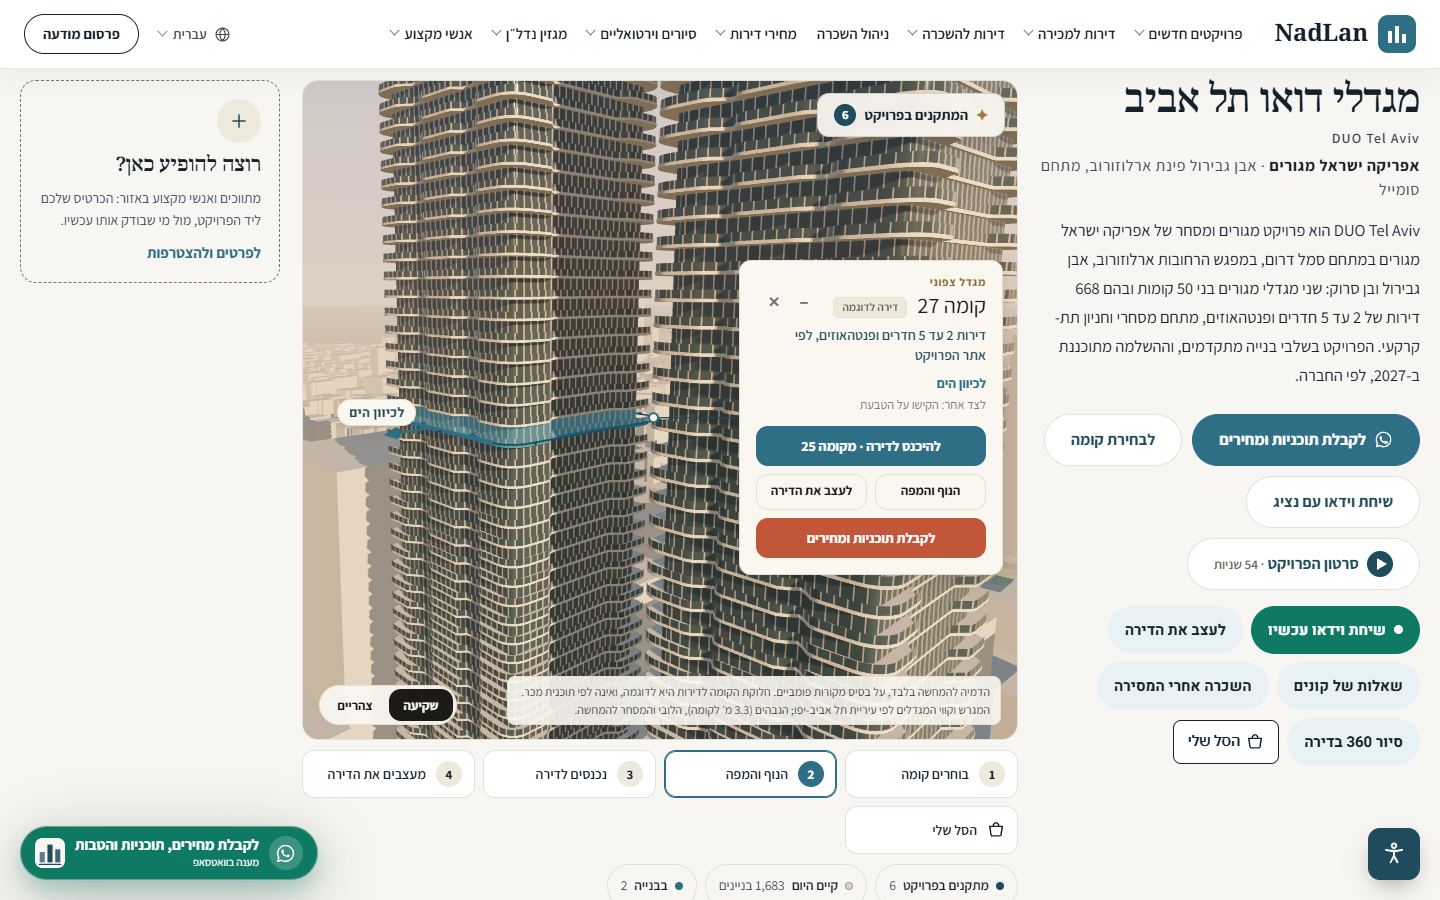 NadLan
פרויקטים חדשים
דירות למכירה
דירות להשכרה
ניהול השכרה
מחירי דירות
סיורים וירטואליים
מגזין נדל״ן
אנשי מקצוע
עברית
פרסום מודעה
מגדלי דואו תל אביב
DUO Tel Aviv
אפריקה ישראל מגורים · אבן גבירול פינת ארלוזורוב, מתחם
סומייל
DUO Tel Aviv הוא פרויקט מגורים ומסחר של אפריקה ישראל
מגורים במתחם סמל דרום, במפגש הרחובות ארלוזורוב, אבן
גבירול ובן סרוק: שני מגדלי מגורים בני 50 קומות ובהם 668
דירות של 2 עד 5 חדרים ופנטהאוזים, מתחם מסחרי וחניון תת-
קרקעי. הפרויקט בשלבי בנייה מתקדמים, וההשלמה מתוכננת
ב-2027, לפי החברה.
לקבלת תוכניות ומחירים
לבחירת קומה
שיחת וידאו עם נציג
סרטון הפרויקט · 54 שניות
שיחת וידאו עכשיו
לעצב את הדירה
שאלות של קונים
השכרה אחרי המסירה
סיור 360 בדירה
הסל שלי
המתקנים בפרויקט 6
מגדל צפוני
קומה 27 דירה לדוגמה
דירות 2 עד 5 חדרים ופנטהאוזים, לפי
אתר הפרויקט
לכיוון הים
לצד אחר: הקישו על הטבעת
להיכנס לדירה · מקומה 25
הנוף והמפה
לעצב את הדירה
לקבלת תוכניות ומחירים
לכיוון הים
הדמיה להמחשה בלבד, על בסיס מקורות פומביים. חלוקת הקומה לדירות היא לדוגמה, ואינה לפי תוכנית מכר.
המגרש וקווי המגדלים לפי עיריית תל אביב-יפו; הגבהים (3.3 מ׳ לקומה), הלובי והמסחר להמחשה.
שקיעה
צהריים
1 בוחרים קומה
2 הנוף והמפה
3 נכנסים לדירה
4 מעצבים את הדירה
הסל שלי
מתקנים בפרויקט 6
קיים היום 1,683 בניינים
בבנייה 2
רוצה להופיע כאן?
מתווכים ואנשי מקצוע באזור: הכרטיס שלכם
ליד הפרויקט, מול מי שבודק אותו עכשיו.
לפרטים ולהצטרפות
לקבלת מחירים, תוכניות והטבות
מענה בוואטסאפ